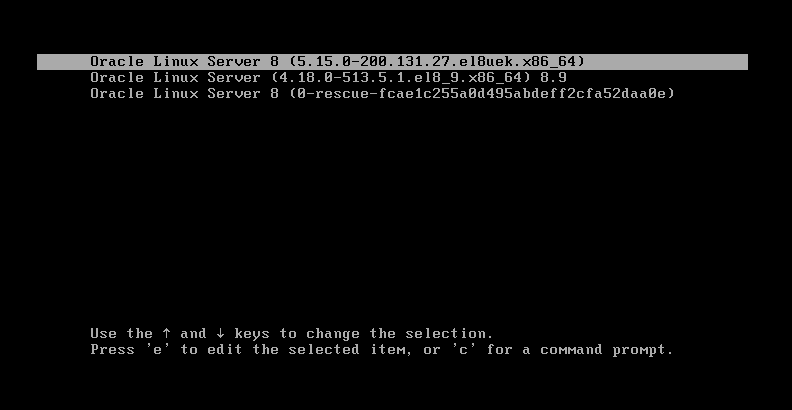 Oracle Linux Server 8 (5.15.0-200.131.27.el8uek.x86_64)
Oracle Linux Server (4.18.0-513.5.1.el8_9.x86_64) 8.9
Oracle Linux Server 8 (0-rescue-fcae1c255a0d495abdeff2cfa52daa0e)
Use the ↑ and ↓ keys to change the selection.
Press 'e' to edit the selected item, or 'c' for a command prompt.